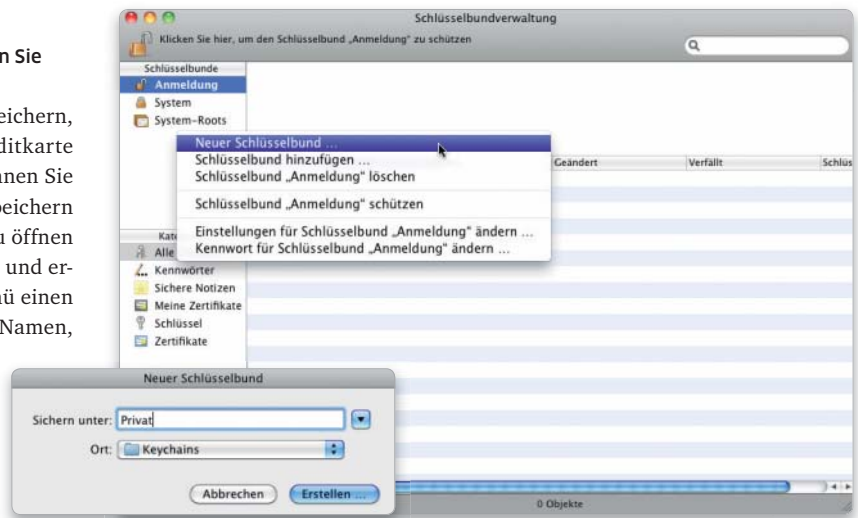 n Sie
eichern,
ditkarte
nnen Sie
peichern
u öffnen
und er-
nü einen
Namen,
Schlüsselbundverwaltung
Klicken Sie hier, um den Schlüsselbund „Anmeldung“ zu schützen
Schlüsselbunde
Anmeldung
System
System-Roots
Neuer Schlüsselbund ...
Schlüsselbund hinzufügen ...
Schlüsselbund „Anmeldung“ löschen
Schlüsselbund „Anmeldung“ schützen
Einstellungen für Schlüsselbund „Anmeldung“ ändern ...
Kennwort für Schlüsselbund „Anmeldung“ ändern ...
Geändert Verfällt Schlüs
Kate
Alle
Kennwörter
Sichere Notizen
Meine Zertifikate
Schlüssel
Zertifikate
Neuer Schlüsselbund
Sichern unter: Privat
Ort: Keychains
Abbrechen Erstellen ...
0 Objekte